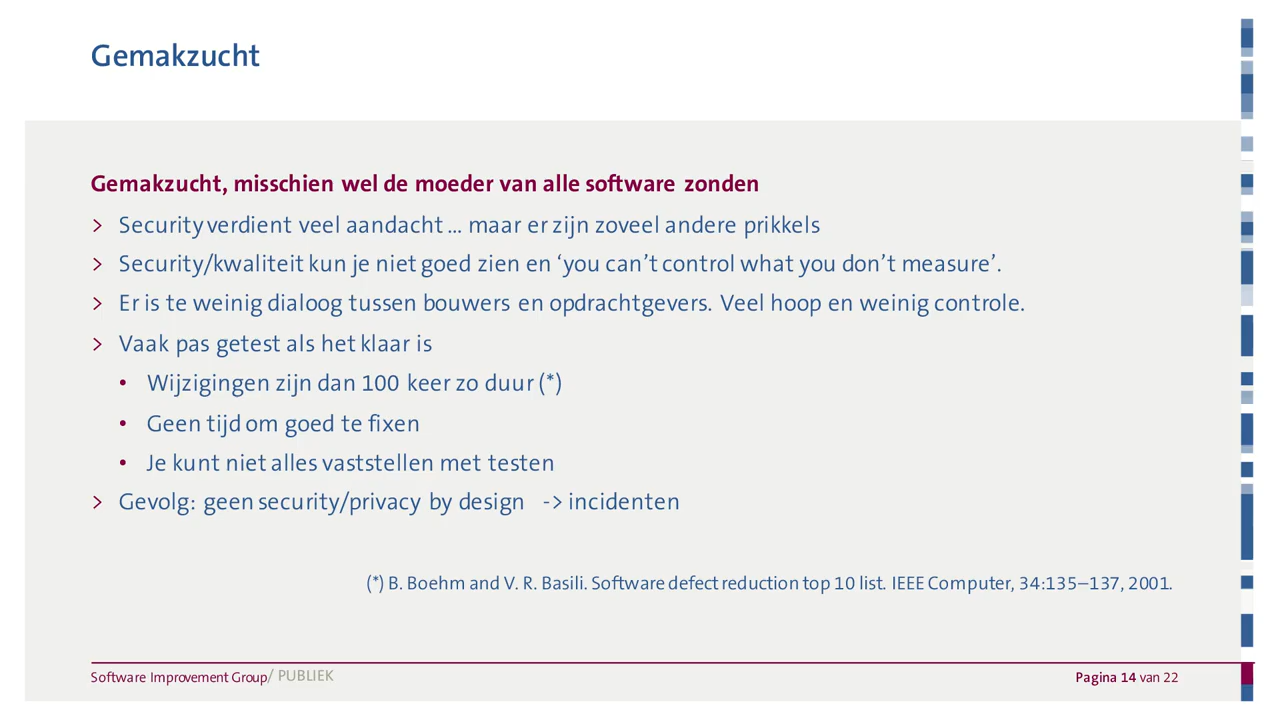 Gemakzucht
Gemakzucht, misschien wel de moeder van alle software zonden
> Security verdient veel aandacht ... maar er zijn zoveel andere prikkels
> Security/kwaliteit kun je niet goed zien en ‘you can’t control what you don’t measure’.
> Er is te weinig dialoog tussen bouwers en opdrachtgevers. Veel hoop en weinig controle.
> Vaak pas getest als het klaar is
• Wijzigingen zijn dan 100 keer zo duur (*)
• Geen tijd om goed te fixen
• Je kunt niet alles vaststellen met testen
> Gevolg: geen security/privacy by design -> incidenten
(*) B. Boehm and V. R. Basili. Software defect reduction top 10 list. IEEE Computer, 34:135–137, 2001.
Software Improvement Group/ PUBLIEK
Pagina 14 van 22